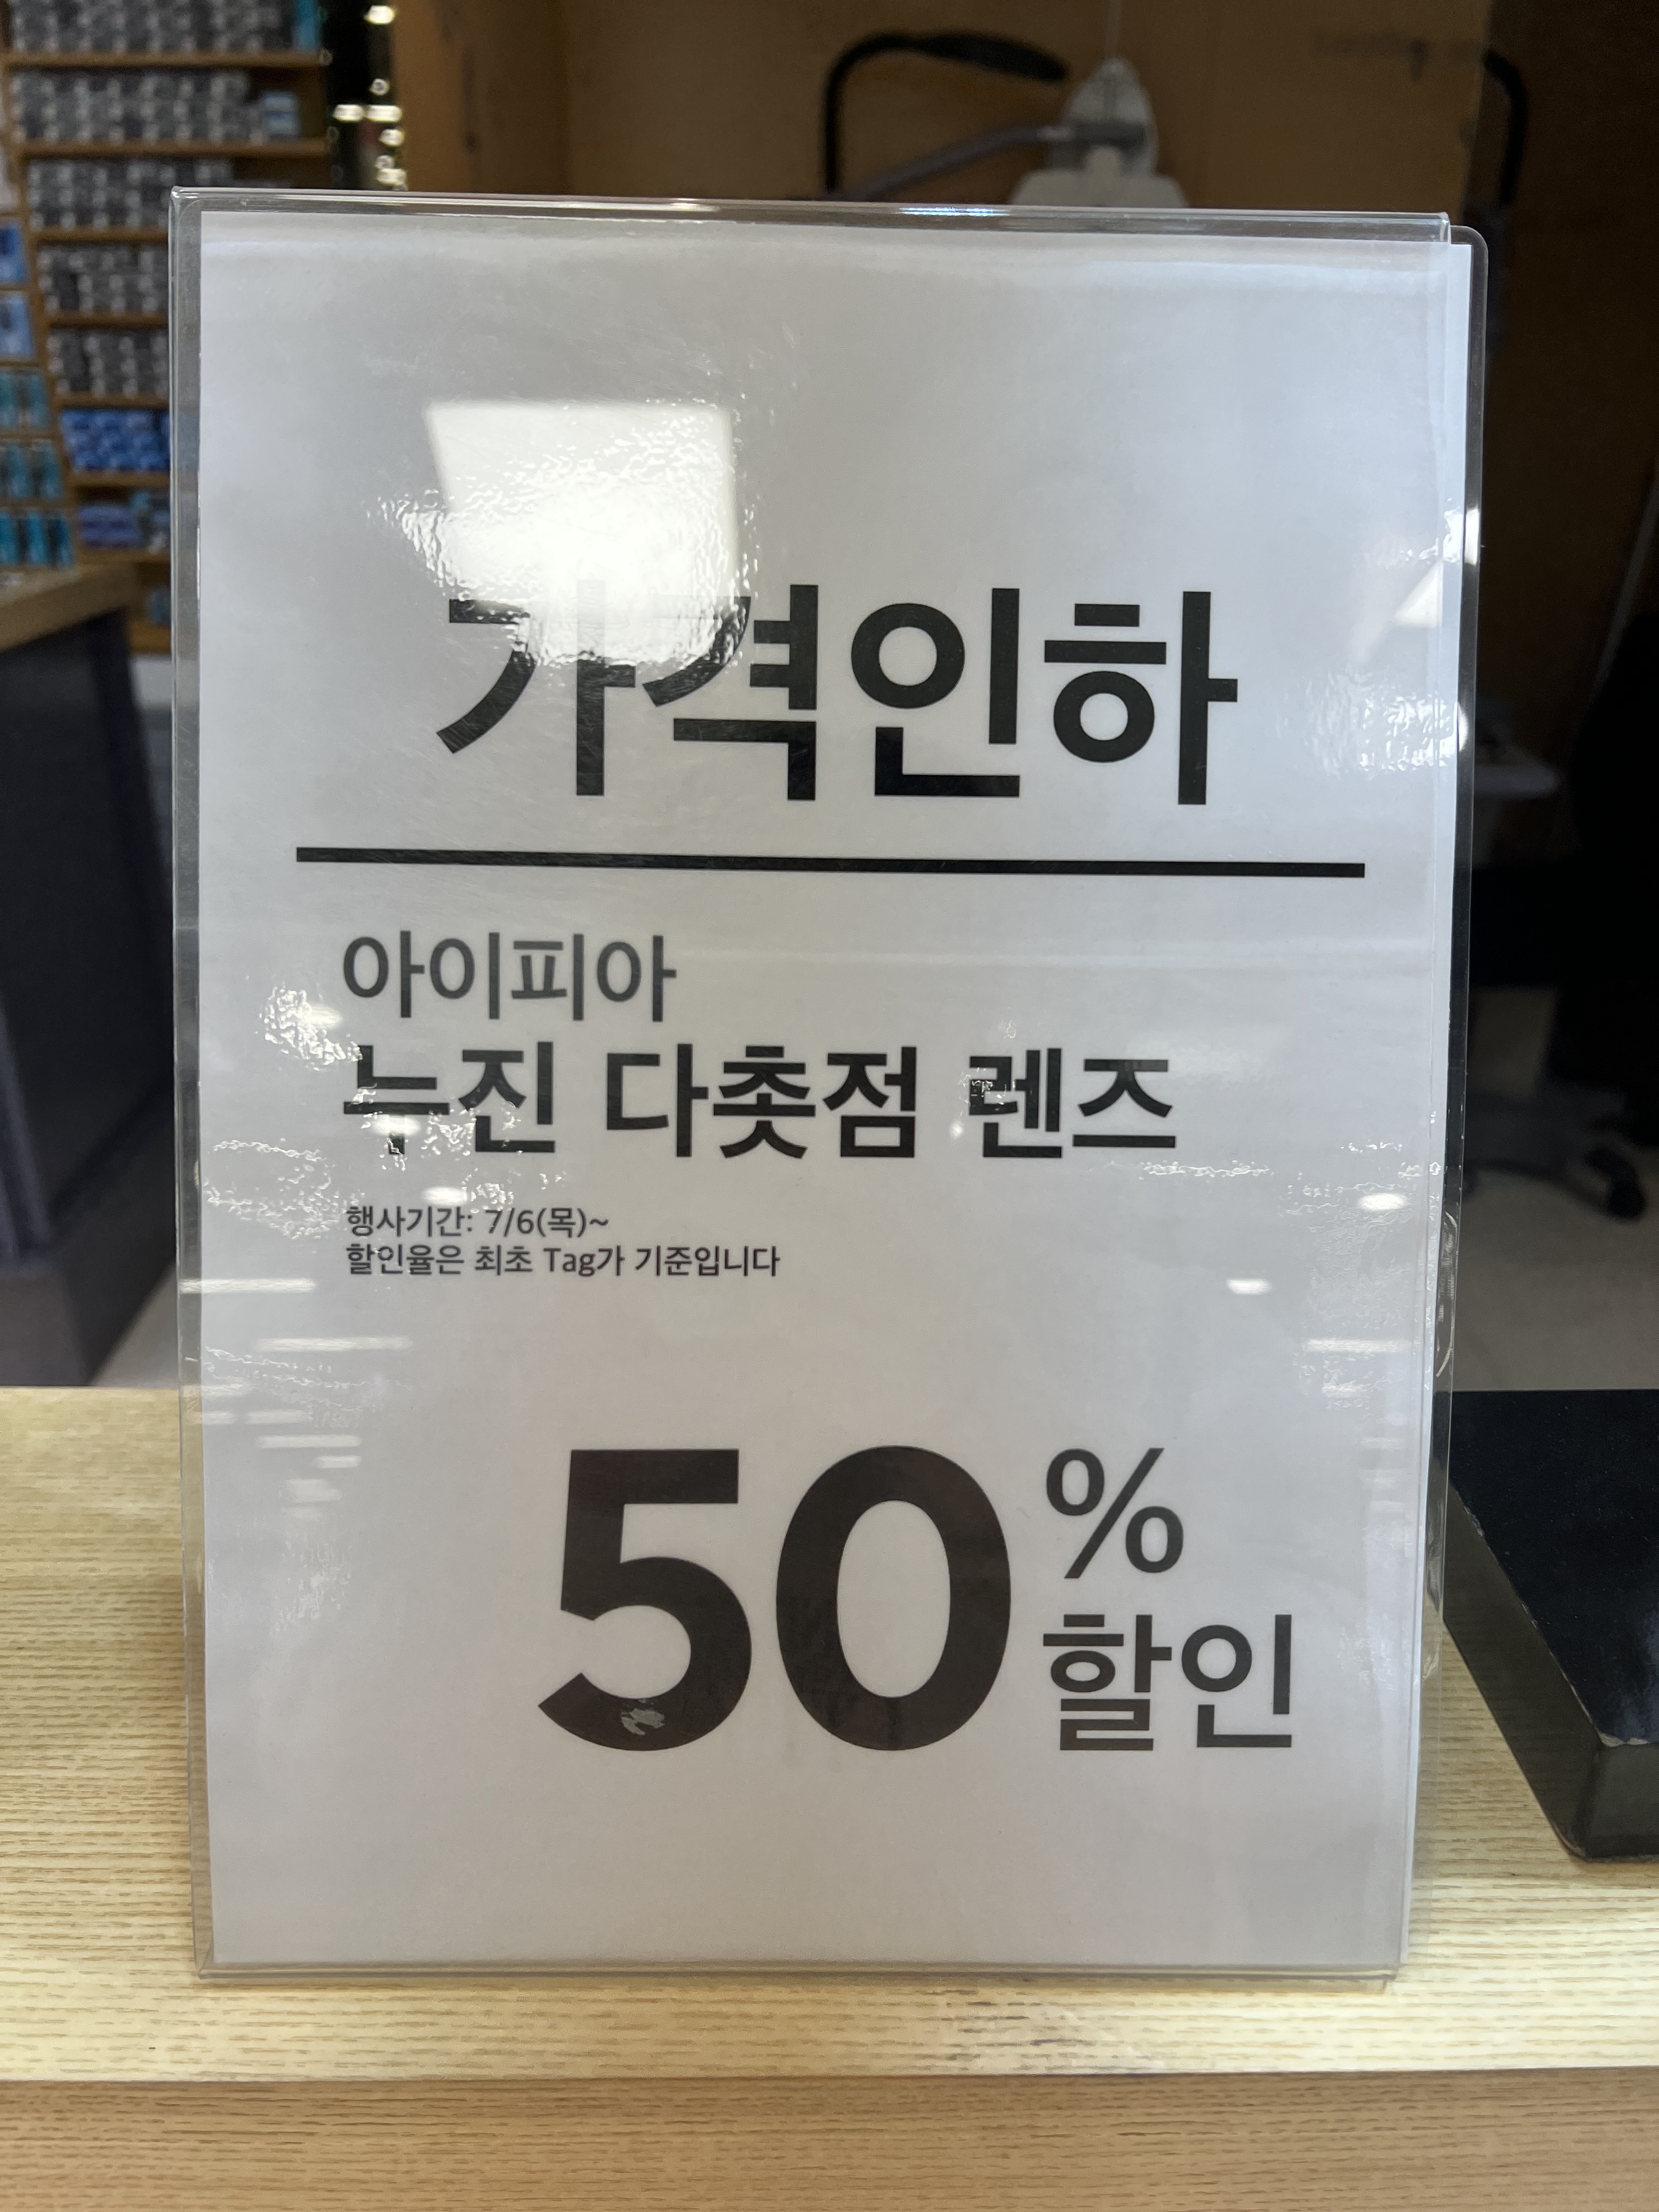 가격인하
아이피아
누진 다촛점 렌즈
행사기간: 7/6(목)~
할인율은 최초 Tag가 기준입니다
50%
할인